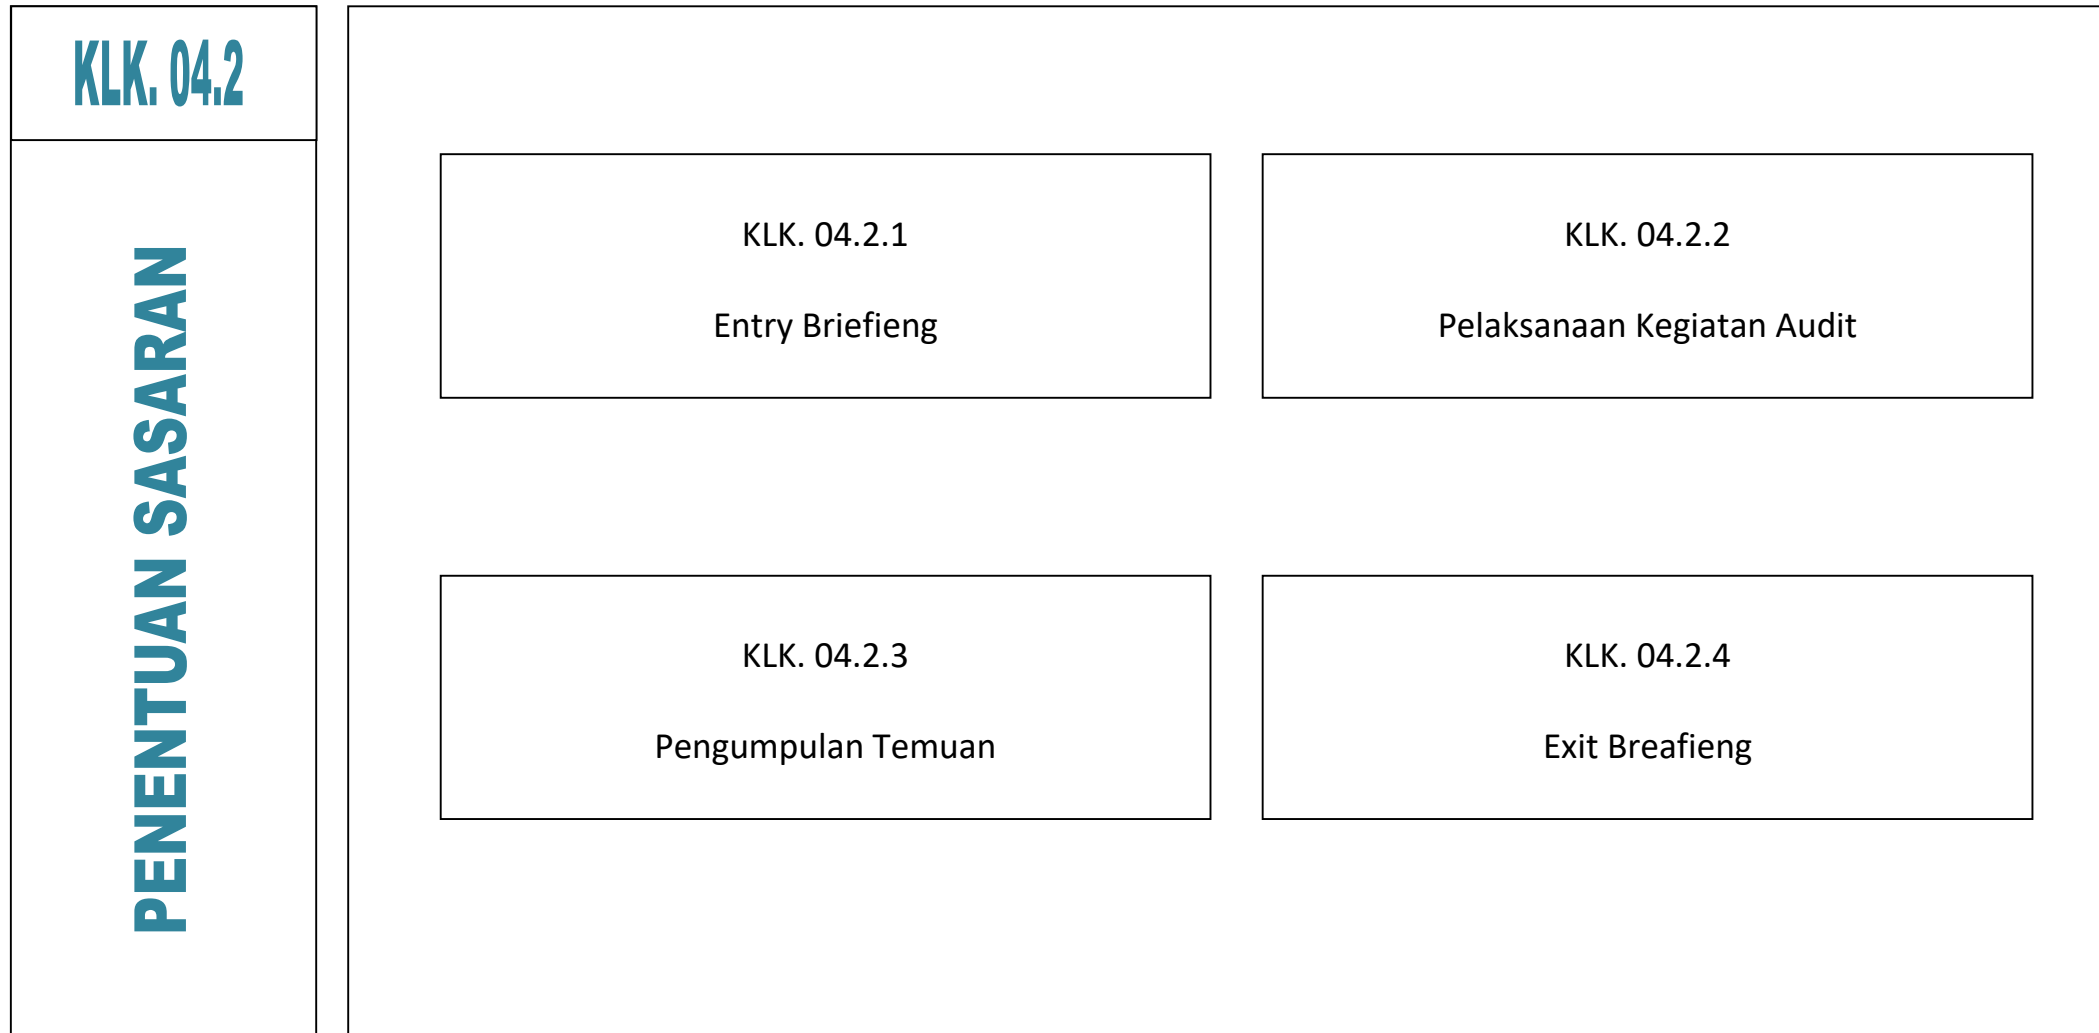 KLK. 04.2
PENENTUAN SASARAN
KLK. 04.2.1
Entry Briefieng
KLK. 04.2.2
Pelaksanaan Kegiatan Audit
KLK. 04.2.3
Pengumpulan Temuan
KLK. 04.2.4
Exit Breafieng